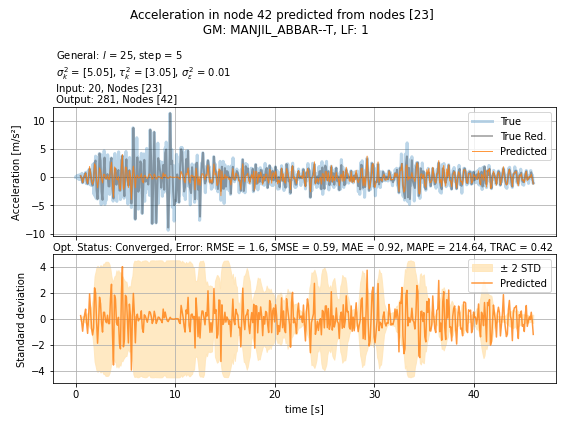 Acceleration in node 42 predicted from nodes [23]
GM: MANJIL_ABBAR--T, LF: 1
General: l = 25, step = 5
σ²ₖ = [5.05], τ²ₖ = [3.05], σ²ε = 0.01
Input: 20, Nodes [23]
Output: 281, Nodes [42]
Acceleration [m/s²]
10
5
0
−5
−10
True
True Red.
Predicted
Opt. Status: Converged, Error: RMSE = 1.6, SMSE = 0.59, MAE = 0.92, MAPE = 214.64, TRAC = 0.42
Standard deviation
4
2
0
−2
−4
± 2 STD
Predicted
0 10 20 30 40
time [s]